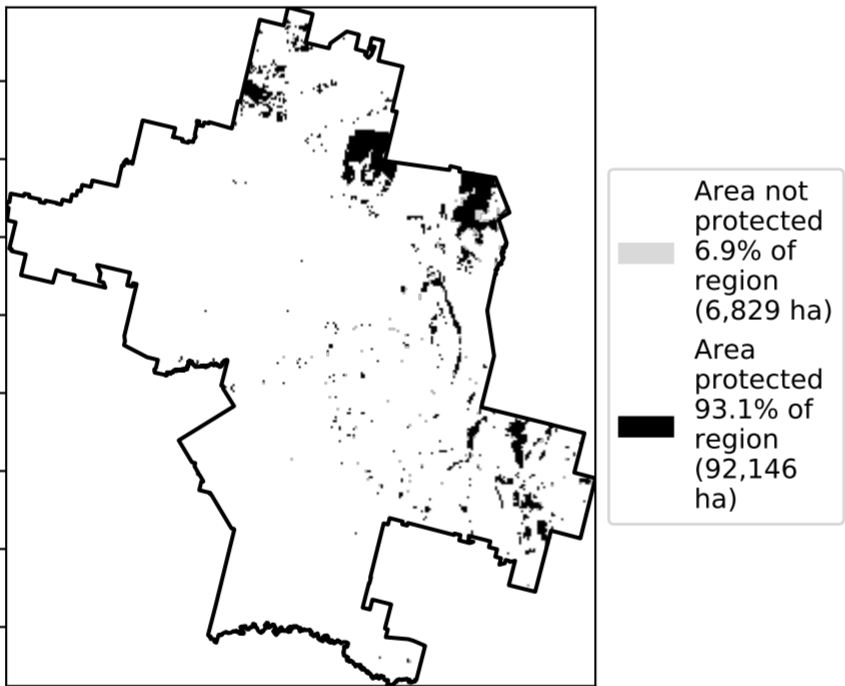 Area not
protected
6.9% of
region
(6,829 ha)
Area
protected
93.1% of
region
(92,146
ha)